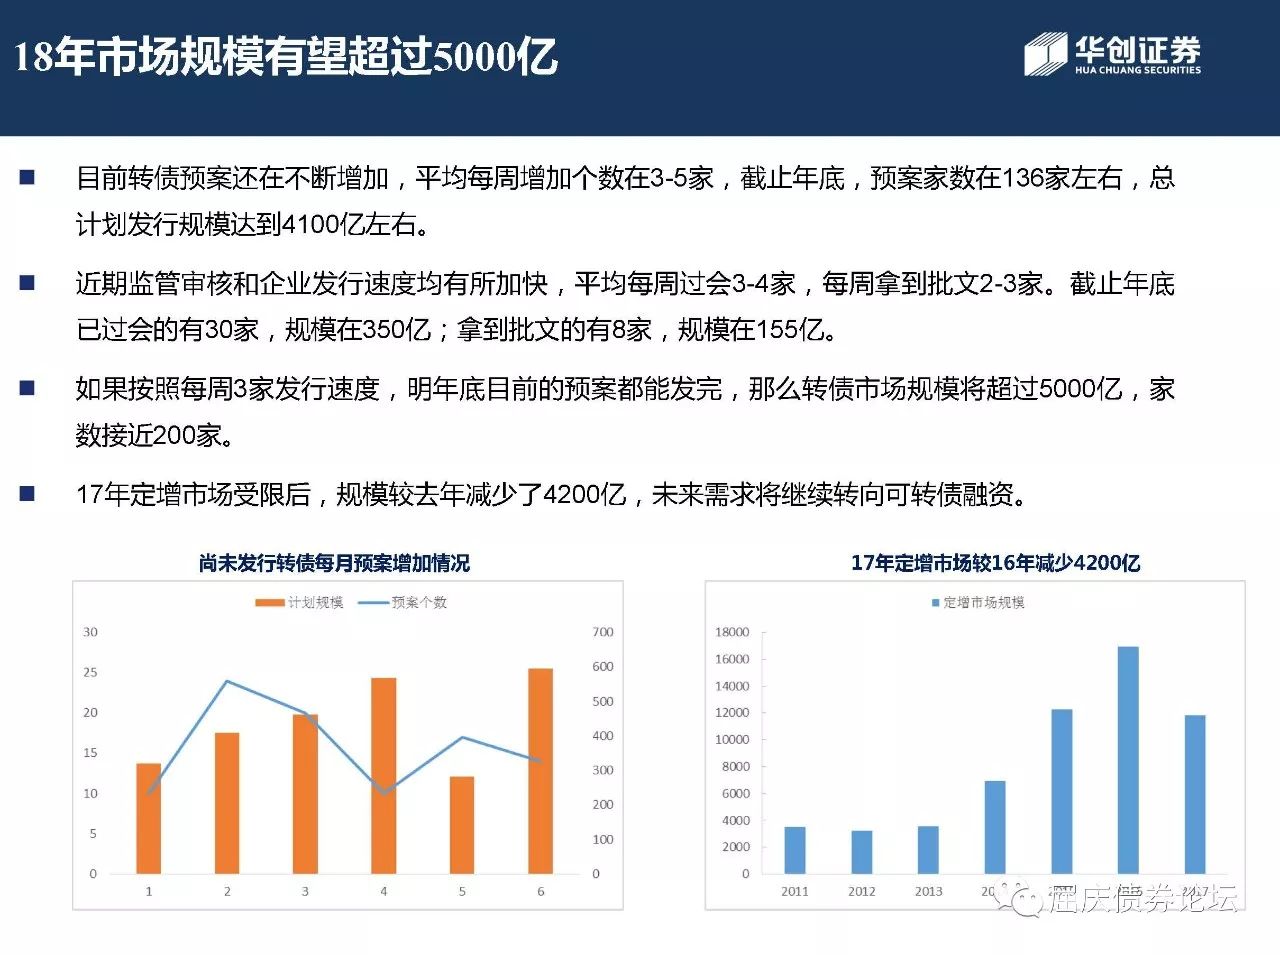 18年市场规模有望超过5000亿
华创证券
HUA CHUANG SECURITIES
目前转债预案还在不断增加，平均每周增加个数在3-5家，截止年底，预案家数在136家左右，总
计划发行规模达到4100亿左右。
近期监管审核和企业发行速度均有所加快，平均每周过会3-4家，每周拿到批文2-3家。截止年底
已过会的有30家，规模在350亿；拿到批文的有8家，规模在155亿。
如果按照每周3家发行速度，明年底目前的预案都能发完，那么转债市场规模将超过5000亿，家
数接近200家。
17年定增市场受限后，规模较去年减少了4200亿，未来需求将继续转向可转债融资。
尚未发行转债每月预案增加情况
计划规模 预案个数
30
25
20
15
10
5
0
700
600
500
400
300
200
100
0
1 2 3 4 5 6
17年定增市场较16年减少4200亿
定增市场规模
18000
16000
14000
12000
10000
8000
6000
4000
2000
0
2011 2012 2013
屈庆债券论坛